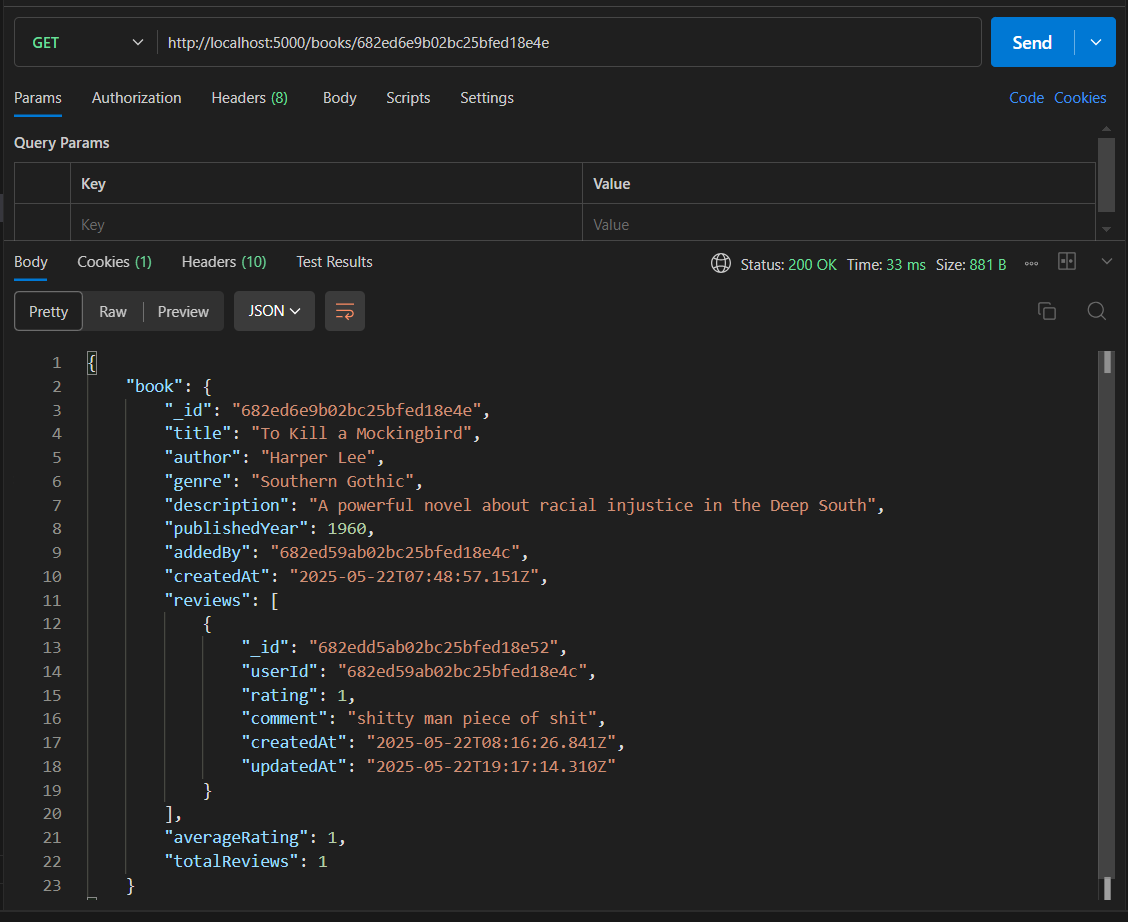 GET http://localhost:5000/books/682ed6e9b02bc25bfed18e4e Send
Params Authorization Headers (8) Body Scripts Settings Code Cookies
Query Params
Key Value
Key Value
Body Cookies (1) Headers (10) Test Results Status: 200 OK Time: 33 ms Size: 881 B
Pretty Raw Preview JSON
1 {
2 "book": {
3 "_id": "682ed6e9b02bc25bfed18e4e",
4 "title": "To Kill a Mockingbird",
5 "author": "Harper Lee",
6 "genre": "Southern Gothic",
7 "description": "A powerful novel about racial injustice in the Deep South",
8 "publishedYear": 1960,
9 "addedBy": "682ed59ab02bc25bfed18e4c",
10 "createdAt": "2025-05-22T07:48:57.151Z",
11 "reviews": [
12 {
13 "_id": "682edd5ab02bc25bfed18e52",
14 "userId": "682ed59ab02bc25bfed18e4c",
15 "rating": 1,
16 "comment": "shitty man piece of shit",
17 "createdAt": "2025-05-22T08:16:26.841Z",
18 "updatedAt": "2025-05-22T19:17:14.310Z"
19 }
20 ],
21 "averageRating": 1,
22 "totalReviews": 1
23 }